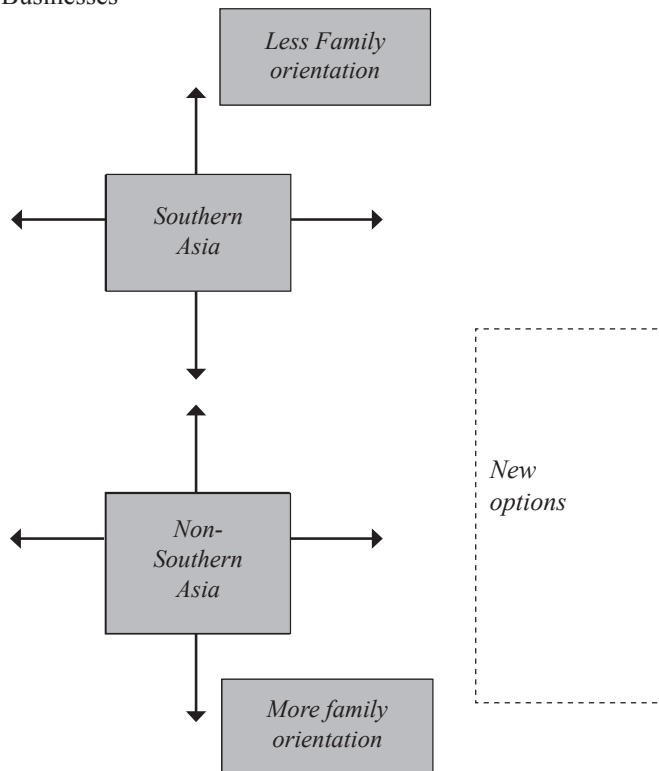 Businesses
Less Family
orientation
Southern
Asia
New
options
Non-
Southern
Asia
More family
orientation